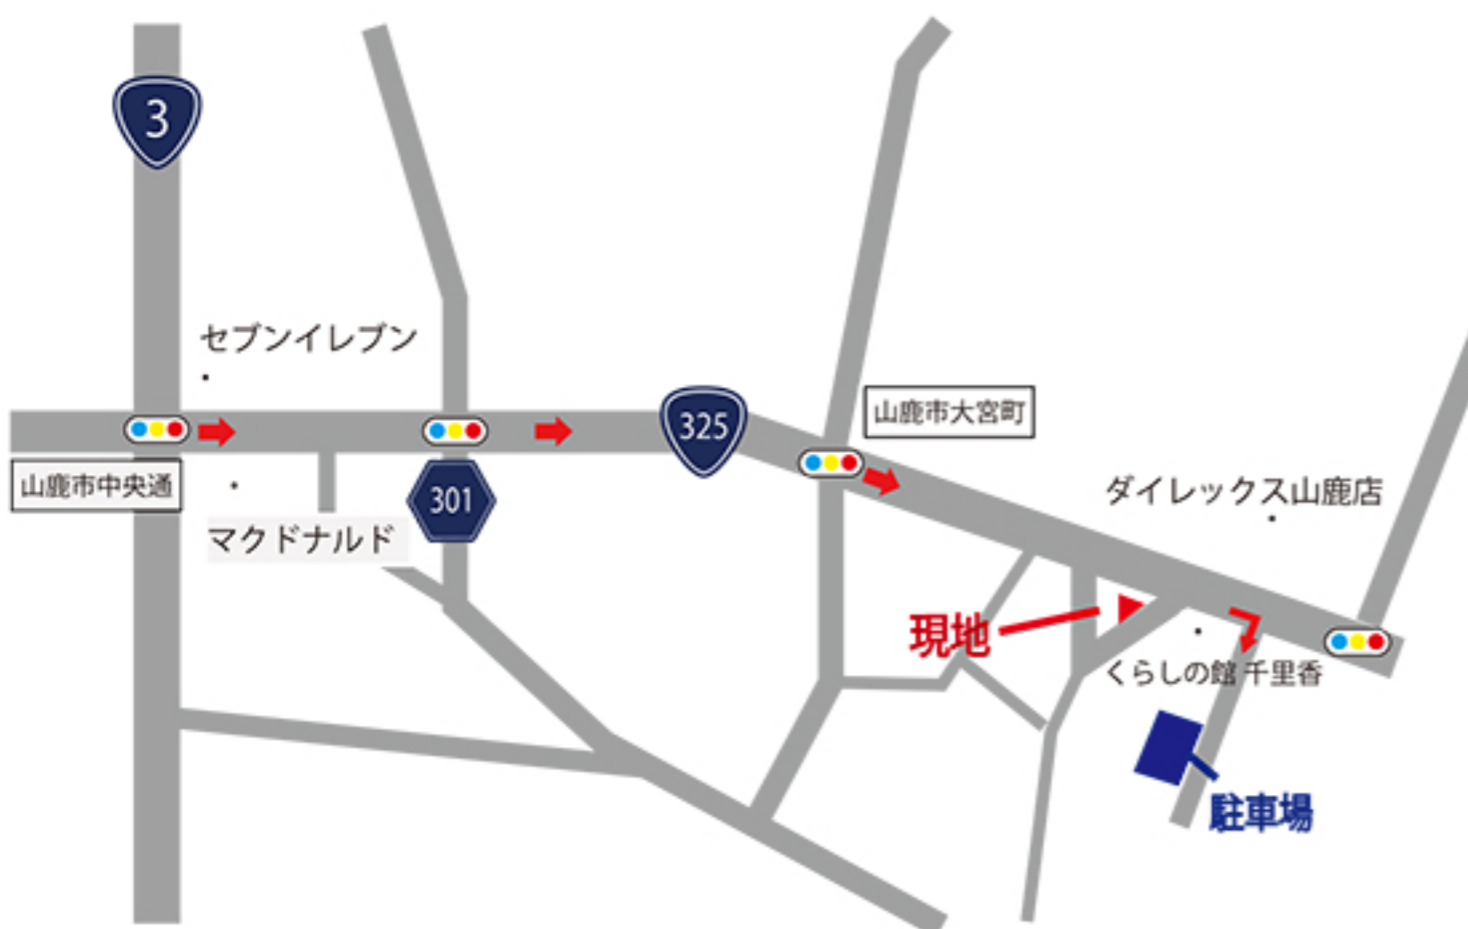 3
セブンイレブン
325
山鹿市大宮町
山鹿市中央通
301
ダイレックス山鹿店
マクドナルド
現地
くらしの館 千里香
駐車場